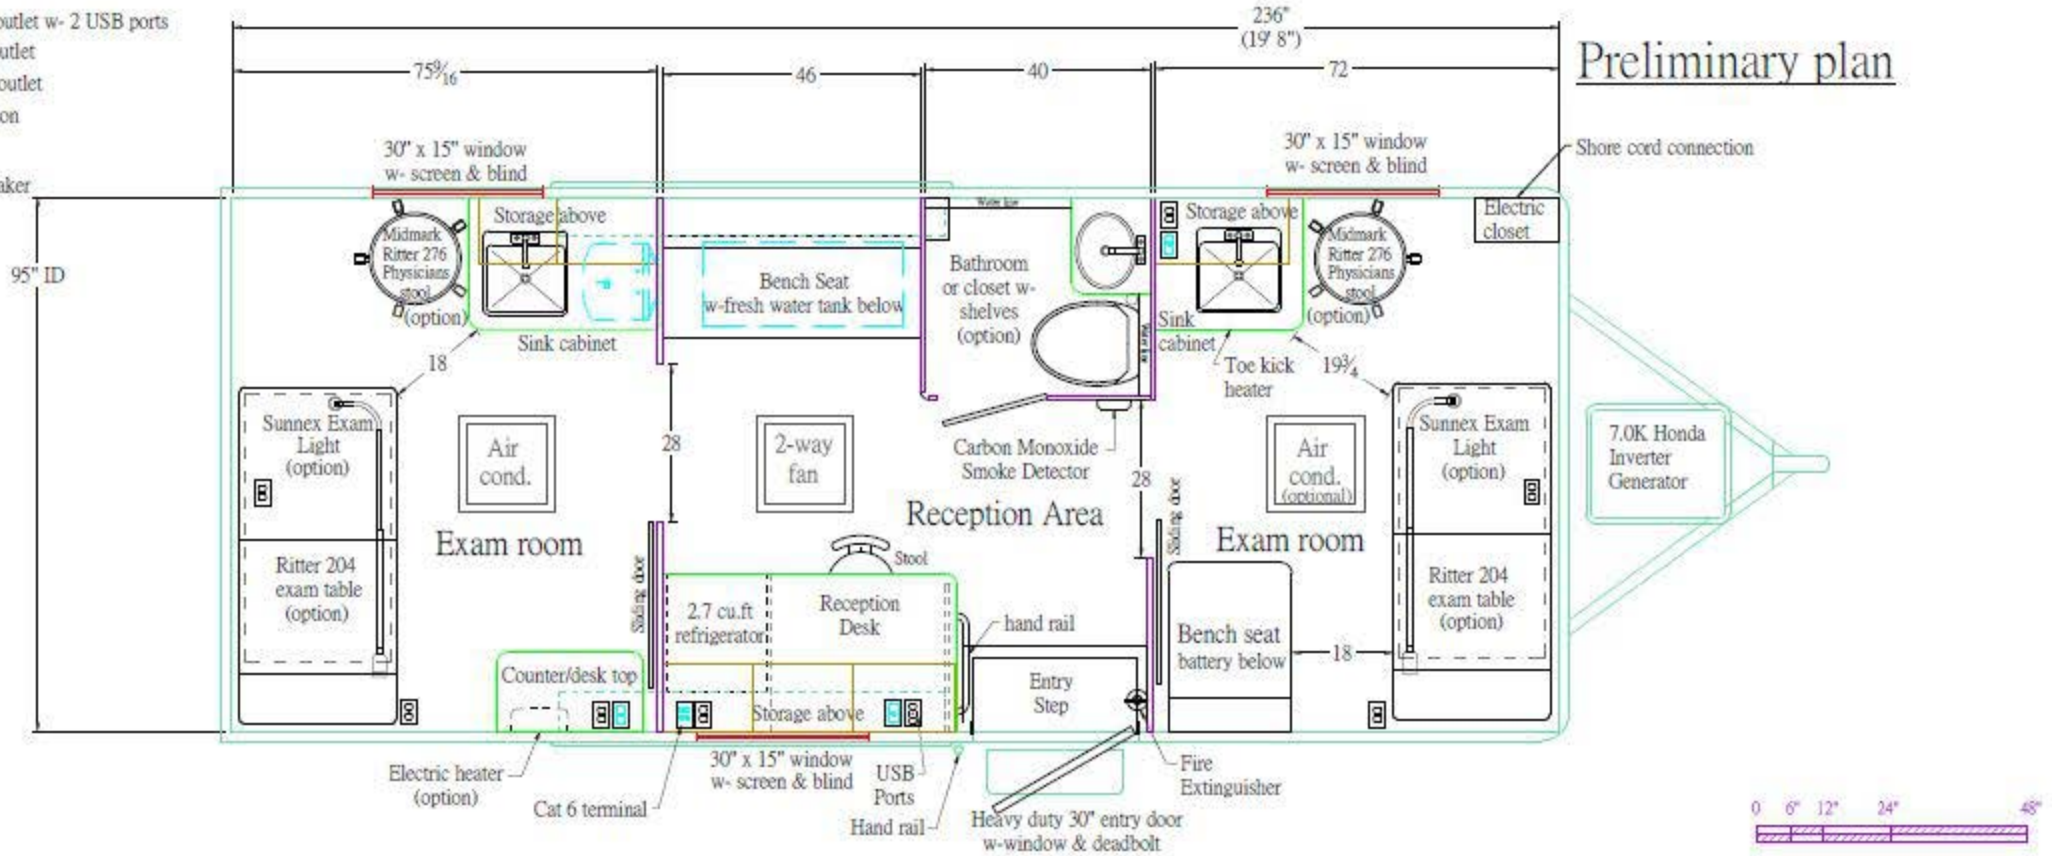 outlet w- 2 USB ports
utlet
outlet
on
aker
236"
(19' 8")
75 9/16
46
40
72
Preliminary plan
30" x 15" window
w- screen & blind
30" x 15" window
w- screen & blind
Shore cord connection
95" ID
Midmark
Ritter 276
Physicians
stool
(option)
Storage above
Sink cabinet
18
Bench Seat
w-fresh water tank below
Water line
Bathroom
or closet w-
shelves
(option)
Water line
Storage above
Sink
cabinet
Toe kick
heater
Midmark
Ritter 276
Physicians
stool
(option)
19 3/4
Electric
closet
Sunnex Exam
Light
(option)
Air
cond.
28
2-way
fan
Carbon Monoxide
Smoke Detector
28
Air
cond.
(optional)
Sunnex Exam
Light
(option)
7.0K Honda
Inverter
Generator
Exam room
Reception Area
Exam room
Sliding door
Sliding door
Ritter 204
exam table
(option)
Stool
2.7 cu.ft
refrigerator
Reception
Desk
hand rail
Bench seat
battery below
18
Ritter 204
exam table
(option)
Counter/desk top
Storage above
Entry
Step
Electric heater
(option)
Cat 6 terminal
30" x 15" window
w- screen & blind
USB
Ports
Hand rail
Heavy duty 30" entry door
w-window & deadbolt
Fire
Extinguisher
0 6" 12" 24" 48"